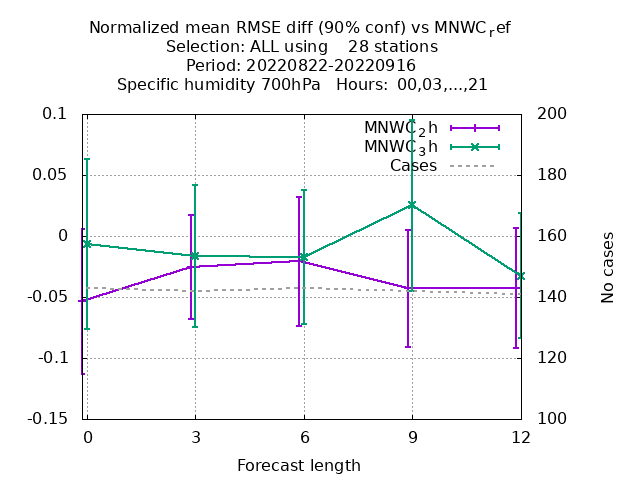 Normalized mean RMSE diff (90% conf) vs MNWC_ref
Selection: ALL using 28 stations
Period: 20220822-20220916
Specific humidity 700hPa Hours: 00,03,...,21
MNWC_2h
MNWC_3h
Cases
0.1
0.05
0
-0.05
-0.1
-0.15
200
180
160
140
120
100
No cases
0 3 6 9 12
Forecast length